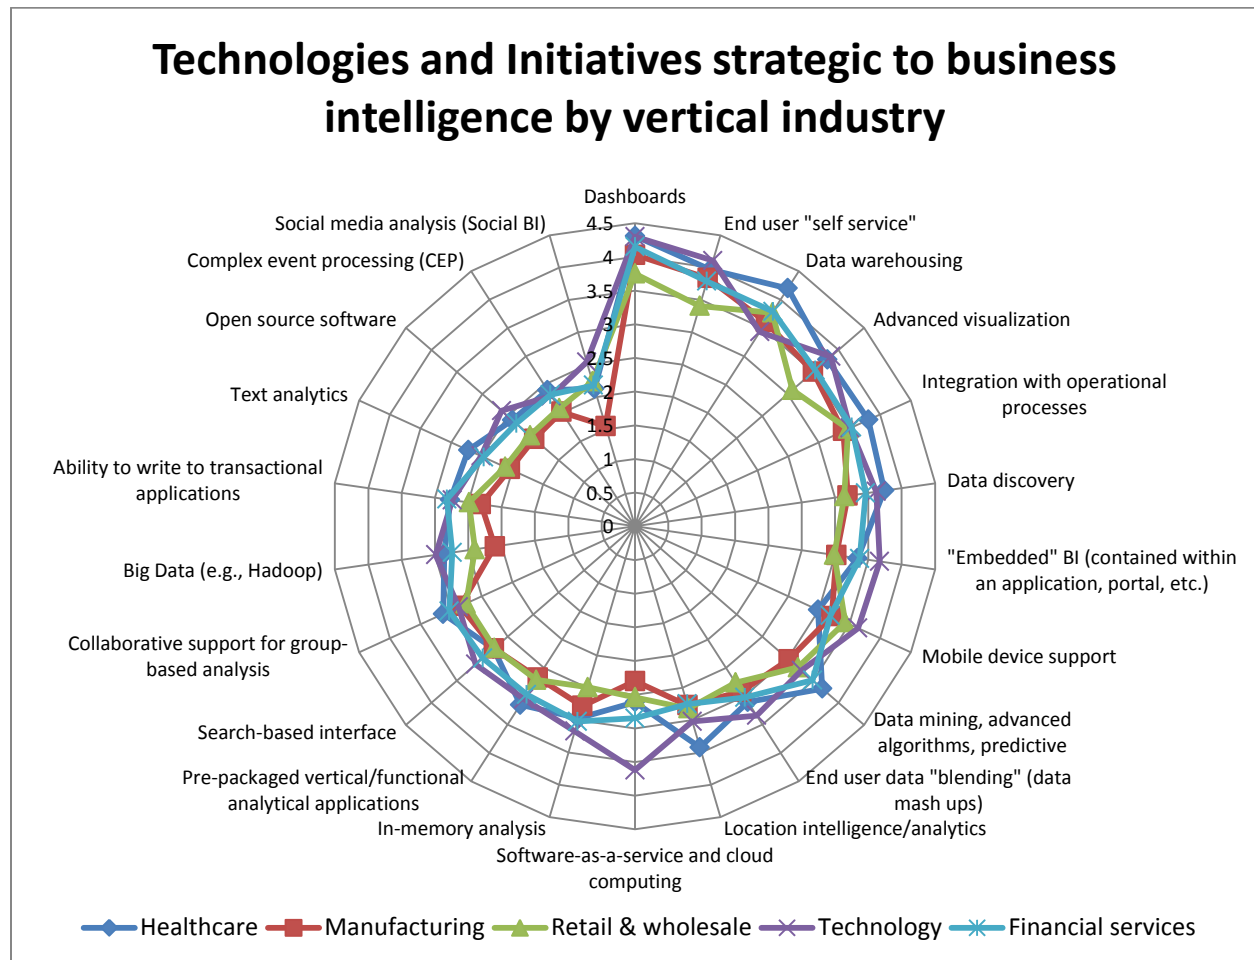 Technologies and Initiatives strategic to business
intelligence by vertical industry
Dashboards
End user "self service"
Data warehousing
Advanced visualization
Integration with operational
processes
Data discovery
"Embedded" BI (contained within
an application, portal, etc.)
Mobile device support
Data mining, advanced
algorithms, predictive
End user data "blending" (data
mash ups)
Location intelligence/analytics
Software-as-a-service and cloud
computing
In-memory analysis
Pre-packaged vertical/functional
analytical applications
Search-based interface
Collaborative support for group-
based analysis
Big Data (e.g., Hadoop)
Ability to write to transactional
applications
Text analytics
Open source software
Complex event processing (CEP)
Social media analysis (Social BI)
4.5
4
3.5
3
2.5
2
1.5
1
0.5
0
Healthcare
Manufacturing
Retail & wholesale
Technology
Financial services